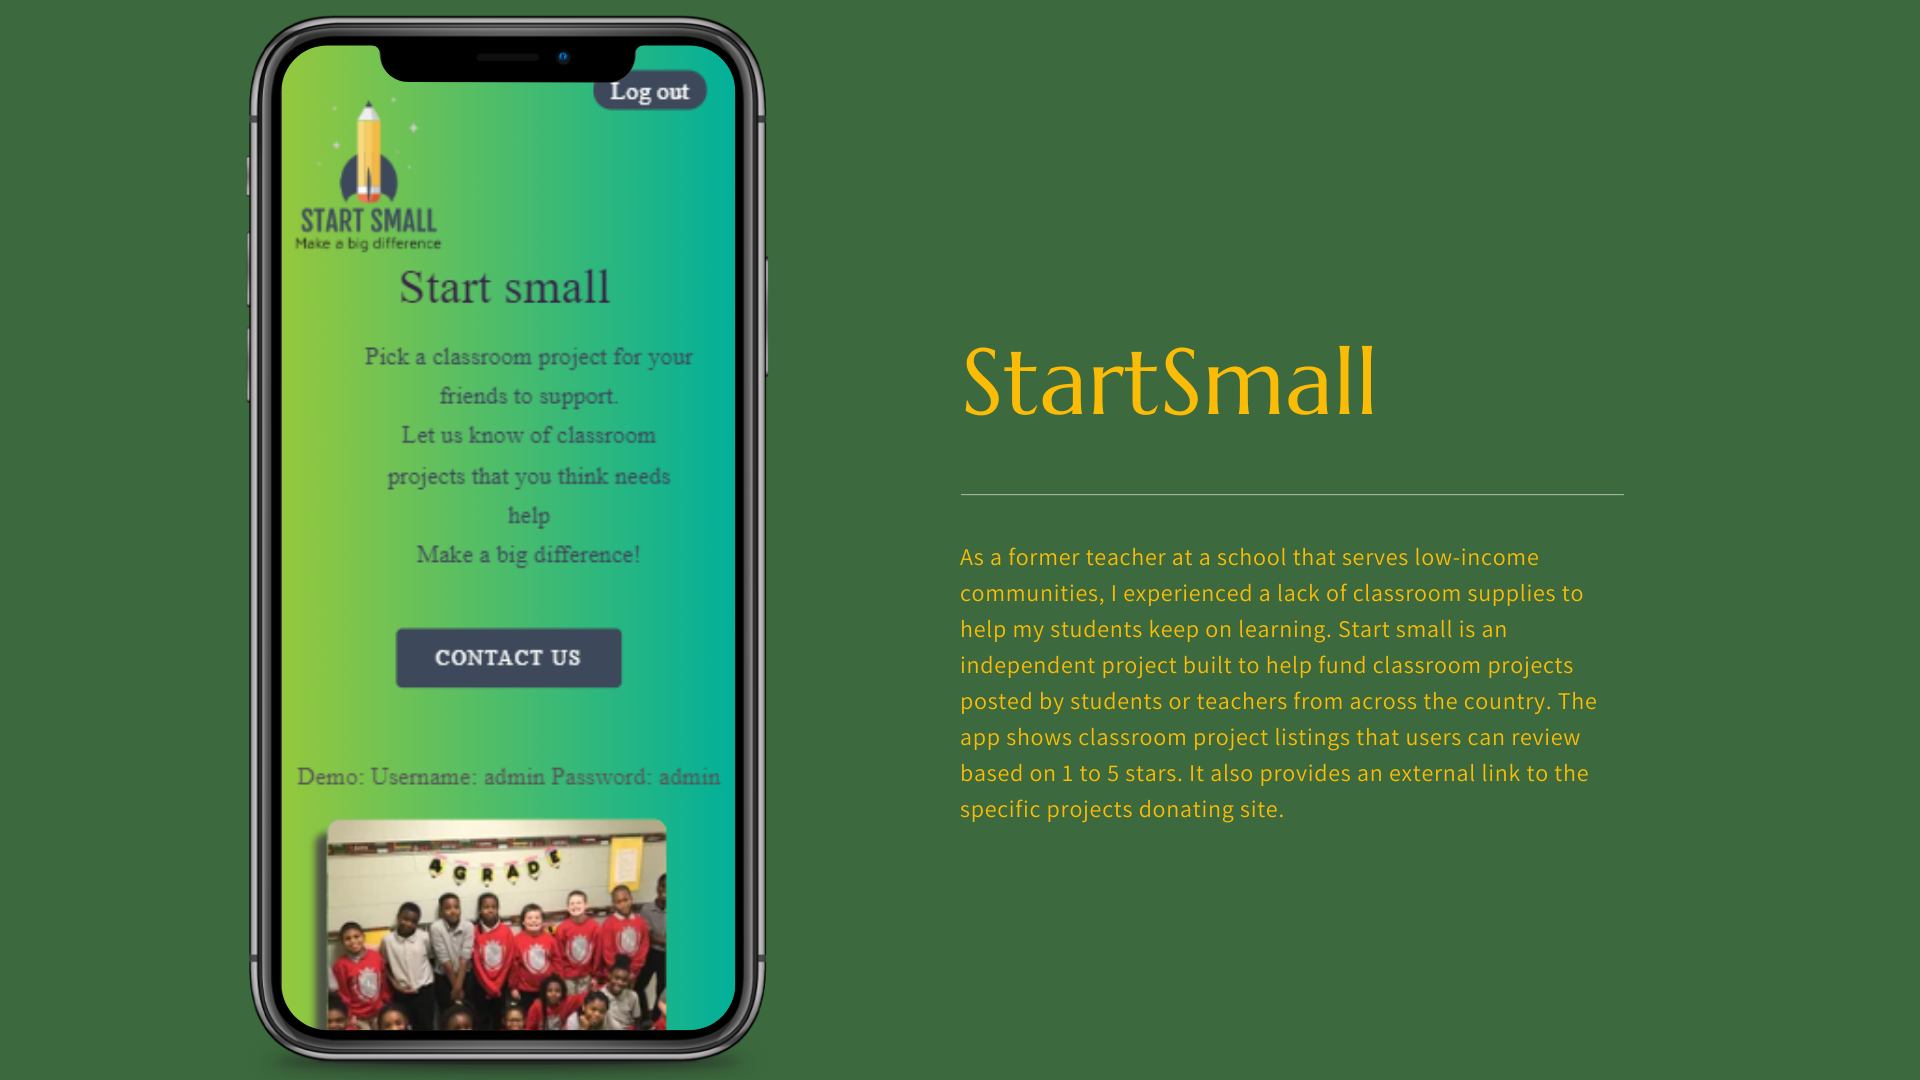 Log out
START SMALL
Make a big difference
Start small
Pick a classroom project for your
friends to support.
Let us know of classroom
projects that you think needs
help
Make a big difference!
CONTACT US
Demo: Username: admin Password: admin
4 GRADE
StartSmall
As a former teacher at a school that serves low-income
communities, I experienced a lack of classroom supplies to
help my students keep on learning. Start small is an
independent project built to help fund classroom projects
posted by students or teachers from across the country. The
app shows classroom project listings that users can review
based on 1 to 5 stars. It also provides an external link to the
specific projects donating site.